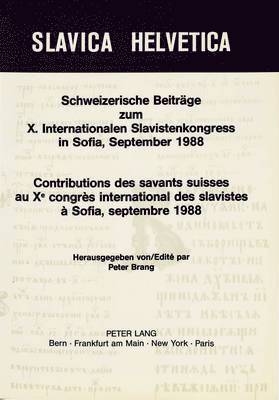 SLAVICA HELVETICA
Schweizerische Beiträge
zum
X. Internationalen Slavistenkongress
in Sofia, September 1988
Contributions des savants suisses
au Xe congrès international des slavistes
à Sofia, septembre 1988
Herausgegeben von/Edité par
Peter Brang
PETER LANG
Bern · Frankfurt am Main · New York · Paris